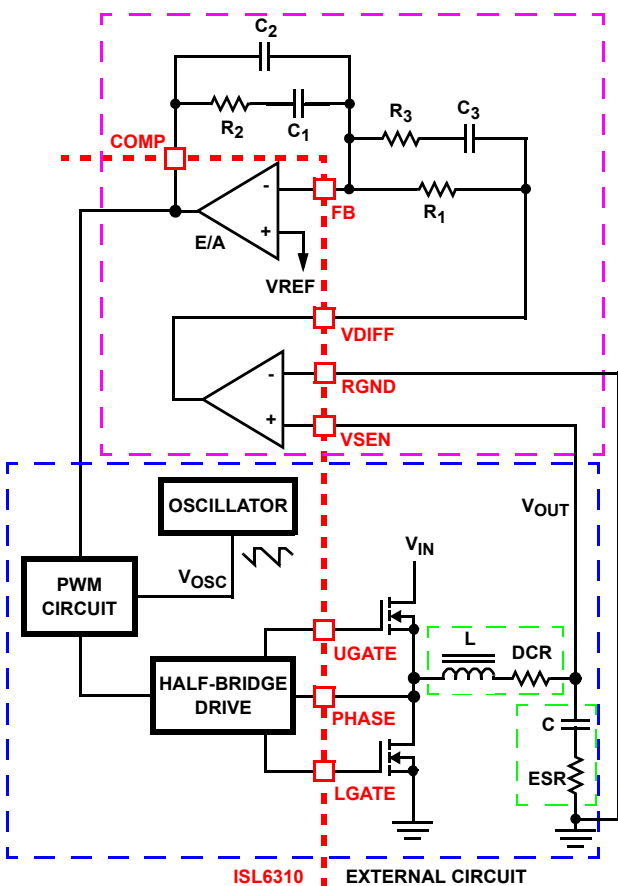 C2
R2
C1
R3
C3
COMP
-
+
E/A
FB
R1
VREF
VDIFF
-
+
RGND
VSEN
OSCILLATOR
VOUT
VIN
PWM
CIRCUIT
VOSC
UGATE
L
DCR
HALF-BRIDGE
DRIVE
PHASE
C
ESR
LGATE
ISL6310
EXTERNAL CIRCUIT